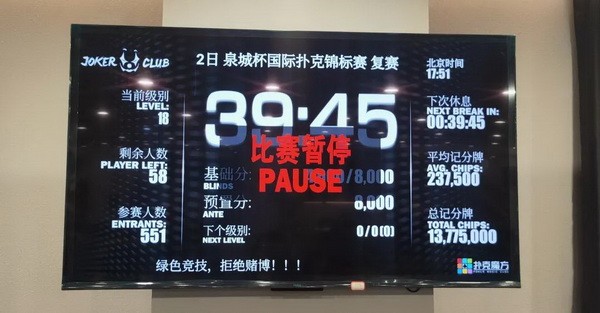 JOKER CLUB
2日 泉城杯国际扑克锦标赛 复赛
北京时间
17:51
当前级别
LEVEL:
18
39:45
下次休息
NEXT BREAK IN:
00:39:45
比赛暂停
PAUSE
剩余人数
PLAYER LEFT:
58
基础分:
/8,000
BLINDS
平均记分牌
AVG. CHIPS:
237,500
预置分:
8,000
ANTE
参赛人数
ENTRANTS:
551
下个级别:
0/0(0)
NEXT LEVEL
总记分牌
TOTAL CHIPS:
13,775,000
绿色竞技，拒绝赌博！！！
扑克魔方